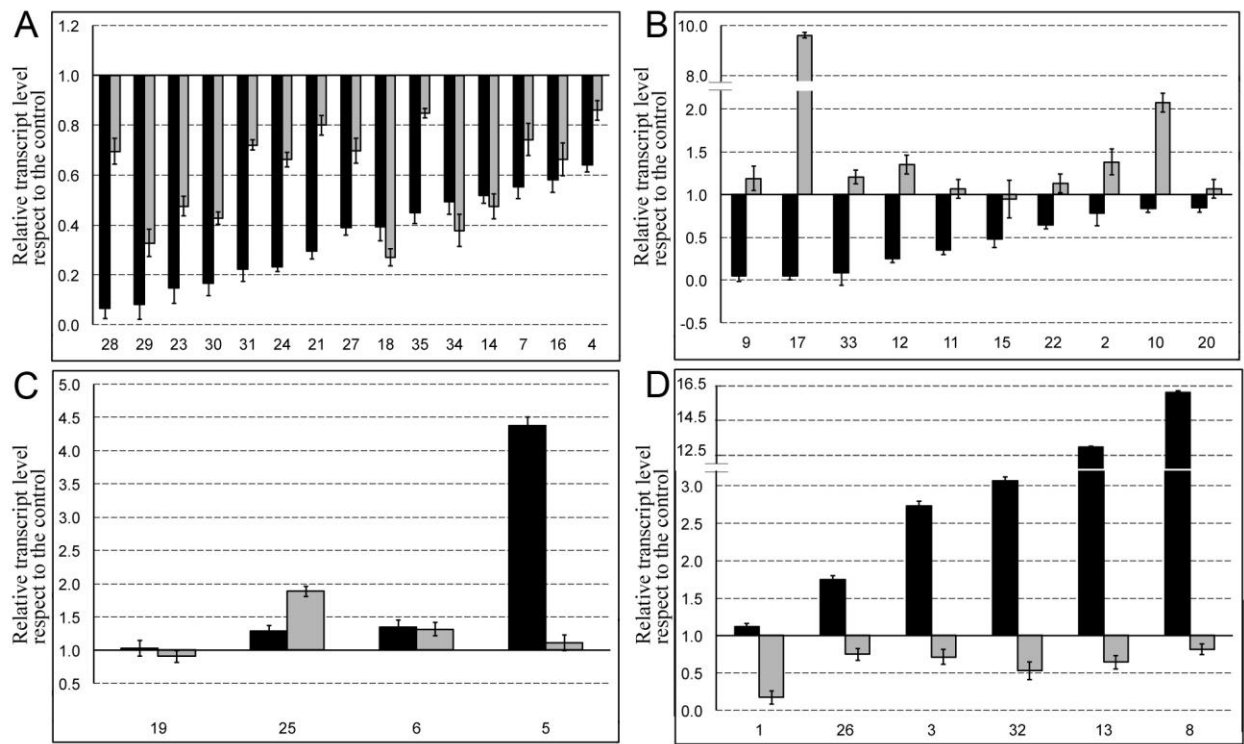 A
Relative transcript level
respect to the control
1.2
1.0
0.8
0.6
0.4
0.2
0.0
28 29 23 30 31 24 21 27 18 35 34 14 7 16 4
B
Relative transcript level
respect to the control
10.0
8.0
2.0
1.5
1.0
0.5
0.0
-0.5
9 17 33 12 11 15 22 2 10 20
C
Relative transcript level
respect to the control
5.0
4.5
4.0
3.5
3.0
2.5
2.0
1.5
1.0
0.5
19 25 6 5
D
Relative transcript level
respect to the control
16.5
14.5
12.5
3.0
2.5
2.0
1.5
1.0
0.5
0.0
1 26 3 32 13 8